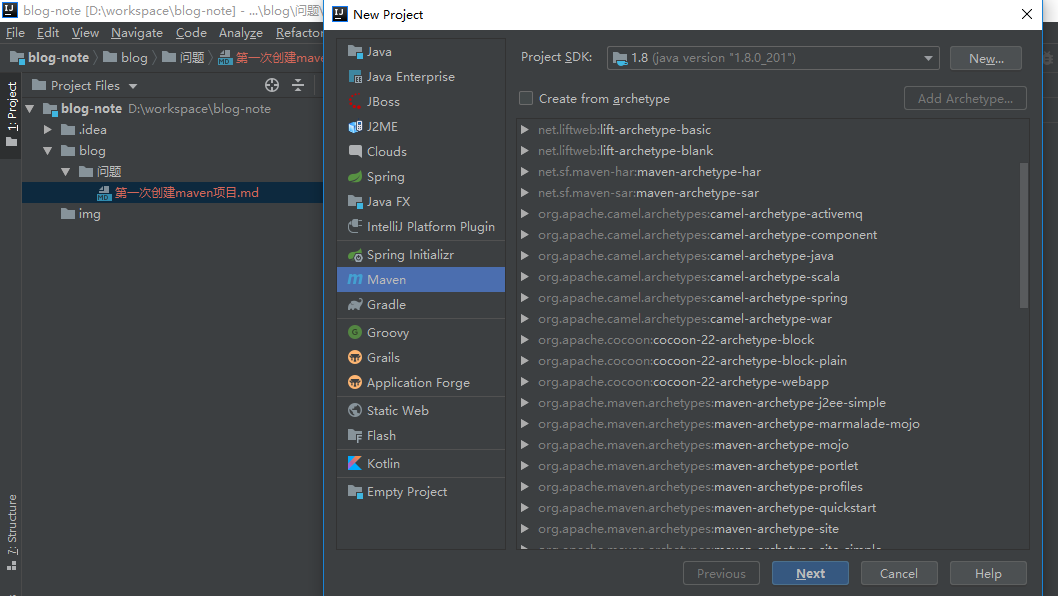 blog-note [D:\workspace\blog-note] - ...\blog\问题\
File Edit View Navigate Code Analyze Refactor
blog-note blog 问题 第一次创建mave
1: Project
Project Files
blog-note D:\workspace\blog-note
.idea
blog
问题
第一次创建maven项目.md
img
7: Structure
New Project
Java
Java Enterprise
JBoss
J2ME
Clouds
Spring
Java FX
IntelliJ Platform Plugin
Spring Initializr
Maven
Gradle
Groovy
Grails
Application Forge
Static Web
Flash
Kotlin
Empty Project
Project SDK: 1.8 (java version "1.8.0_201") New...
Create from archetype Add Archetype...
net.liftweb:lift-archetype-basic
net.liftweb:lift-archetype-blank
net.sf.maven-har:maven-archetype-har
net.sf.maven-sar:maven-archetype-sar
org.apache.camel.archetypes:camel-archetype-activemq
org.apache.camel.archetypes:camel-archetype-component
org.apache.camel.archetypes:camel-archetype-java
org.apache.camel.archetypes:camel-archetype-scala
org.apache.camel.archetypes:camel-archetype-spring
org.apache.camel.archetypes:camel-archetype-war
org.apache.cocoon:cocoon-22-archetype-block
org.apache.cocoon:cocoon-22-archetype-block-plain
org.apache.cocoon:cocoon-22-archetype-webapp
org.apache.maven.archetypes:maven-archetype-j2ee-simple
org.apache.maven.archetypes:maven-archetype-marmalade-mojo
org.apache.maven.archetypes:maven-archetype-mojo
org.apache.maven.archetypes:maven-archetype-portlet
org.apache.maven.archetypes:maven-archetype-profiles
org.apache.maven.archetypes:maven-archetype-quickstart
org.apache.maven.archetypes:maven-archetype-site
org.apache.maven.archetypes:maven-archetype-site-simple
Previous Next Cancel Help